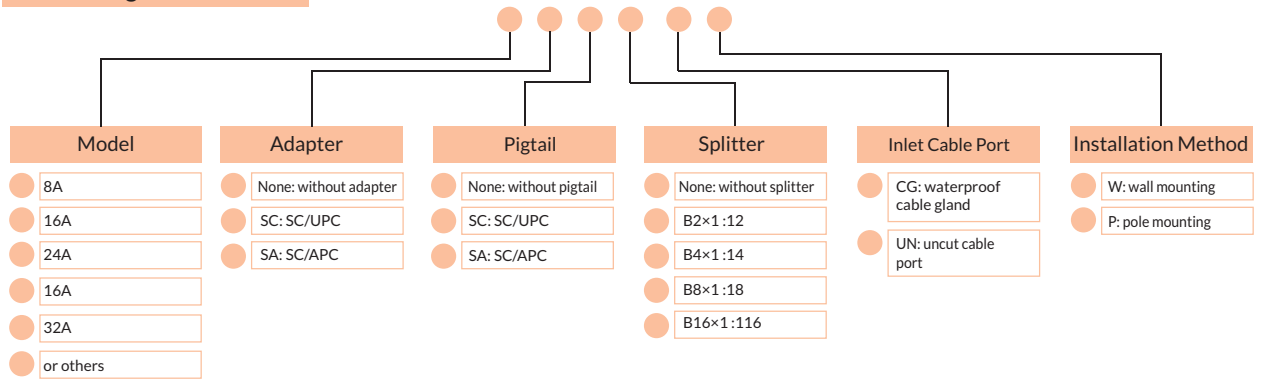 Model
8A
16A
24A
16A
32A
or others
Adapter
None: without adapter
SC: SC/UPC
SA: SC/APC
Pigtail
None: without pigtail
SC: SC/UPC
SA: SC/APC
Splitter
None: without splitter
B2×1 :12
B4×1 :14
B8×1 :18
B16×1 :116
Inlet Cable Port
CG: waterproof
cable gland
UN: uncut cable
port
Installation Method
W: wall mounting
P: pole mounting